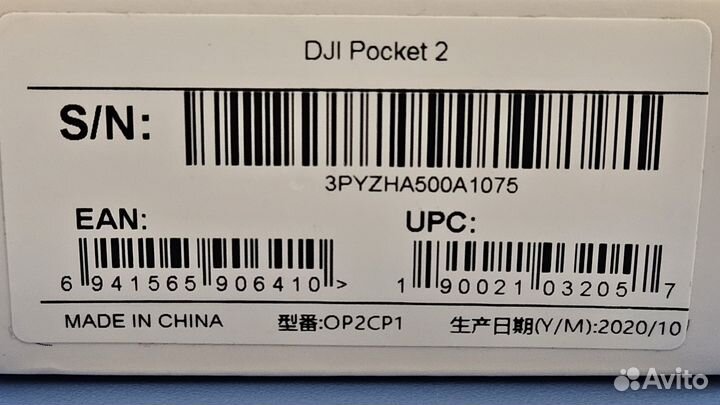 DJI Pocket 2
S/N:
3PYZHA500A1075
EAN:
UPC:
6 941565 906410 >
1 90021 03205 7
MADE IN CHINA 型番:OP2CP1 生产日期(Y/M):2020/10
Avito